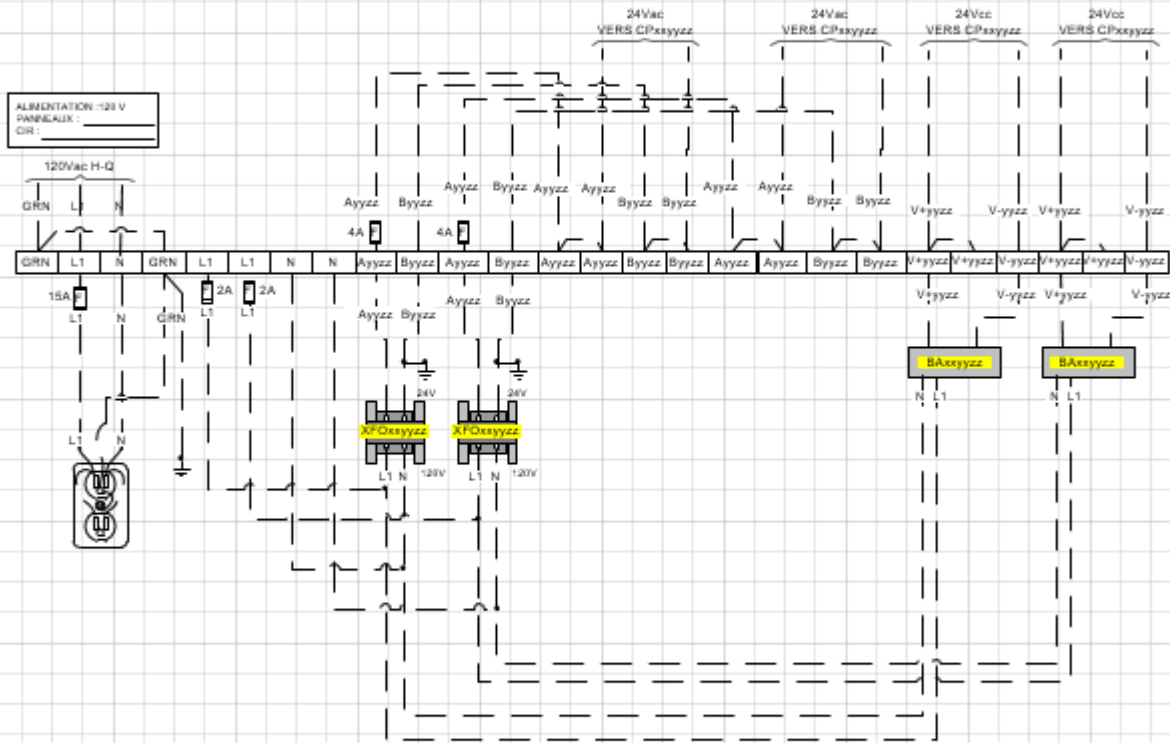 24Vac
VERS CPxxyyzz
24Vac
VERS CPxxyyzz
24Vcc
VERS CPxxyyzz
24Vcc
VERS CPxxyyzz
ALIMENTATION :120 V
PANNEAUX :
CIR :
120Vac H-Q
GRN L1 N
Ayyzz Byyzz Ayyzz Byyzz Ayyzz Ayyzz Byyzz Byyzz Ayyzz Ayyzz Byyzz Byyzz V+yyzz V-yyzz V+yyzz V-yyzz
4A F 4A F
GRN L1 N GRN L1 L1 N N Ayyzz Byyzz Ayyzz Byyzz Ayyzz Ayyzz Byyzz Byyzz Ayyzz Ayyzz Byyzz Byyzz V+yyzz V+yyzz V-yyzz V+yyzz V+yyzz V-yyzz
15A F F 2A F 2A
L1 N GRN L1 L1 Ayyzz Byyzz Ayyzz Byyzz V+yyzz V-yyzz V+yyzz V-yyzz
BAxxyyzz BAxxyyzz
N L1 N L1
24V 24V
XFOxxyyzz XFOxxyyzz
L1 N
L1 N 120V L1 N 120V